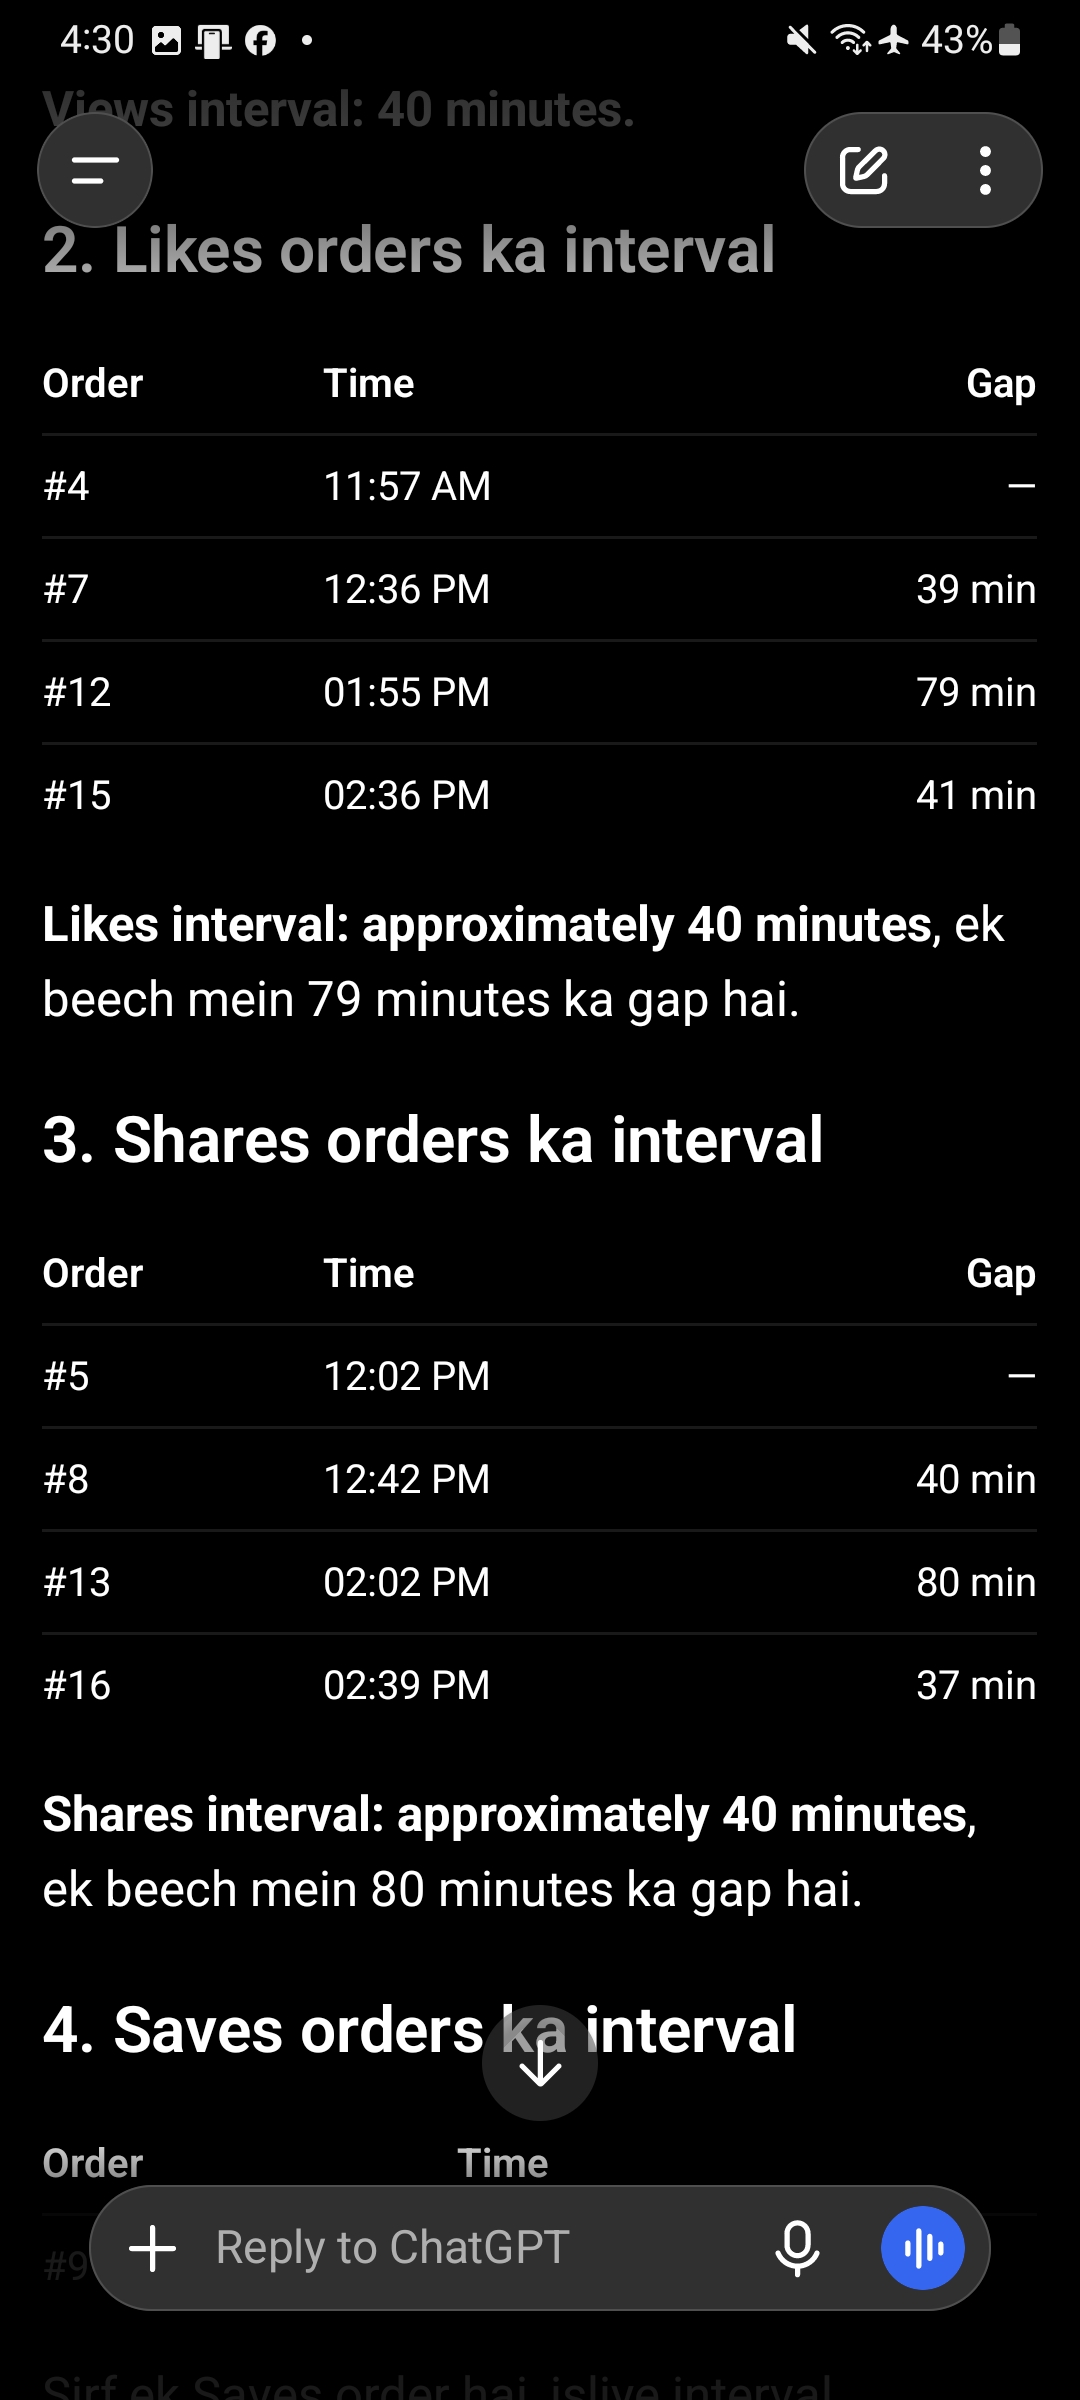 4:30 43%
Views interval: 40 minutes.
2. Likes orders ka interval
Order Time Gap
#4 11:57 AM –
#7 12:36 PM 39 min
#12 01:55 PM 79 min
#15 02:36 PM 41 min
Likes interval: approximately 40 minutes, ek
beech mein 79 minutes ka gap hai.
3. Shares orders ka interval
Order Time Gap
#5 12:02 PM –
#8 12:42 PM 40 min
#13 02:02 PM 80 min
#16 02:39 PM 37 min
Shares interval: approximately 40 minutes,
ek beech mein 80 minutes ka gap hai.
4. Saves orders ka interval
Order Time
#9
Reply to ChatGPT
Sirf ek Saves order hai, isliye interval